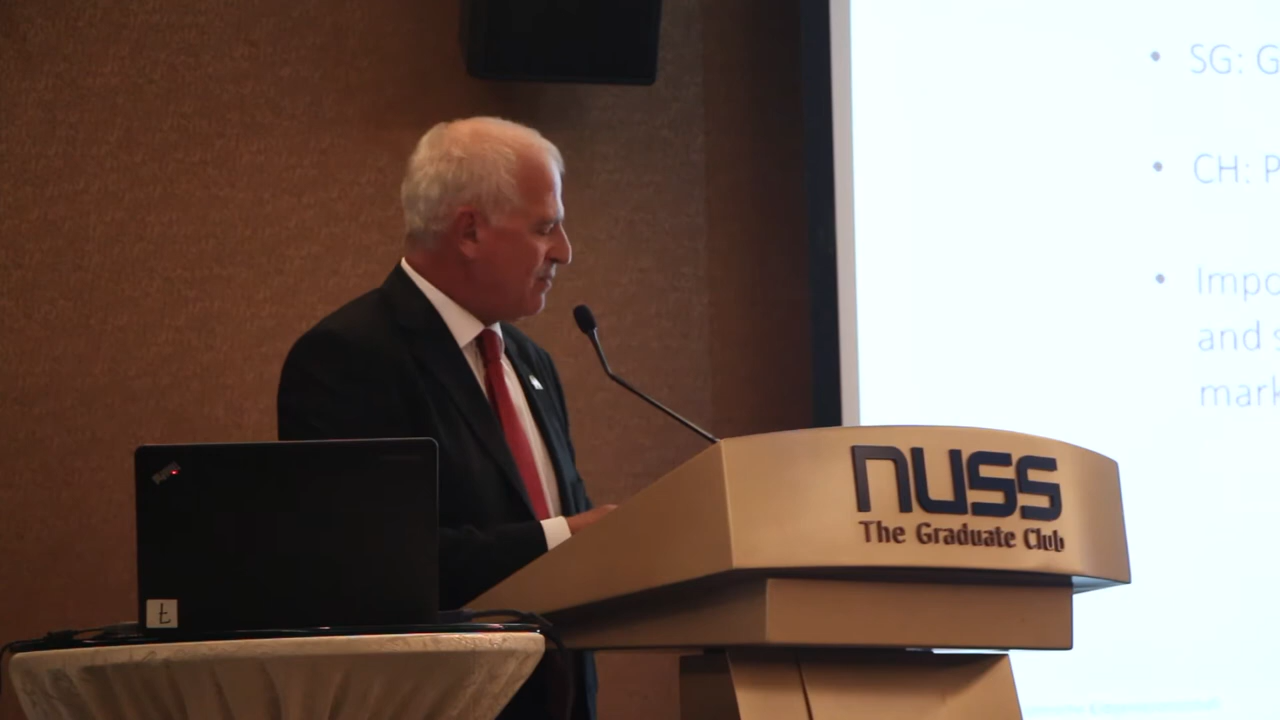 SG: G
CH: P
Impo
and s
mark
nuss
The Graduate Club
t